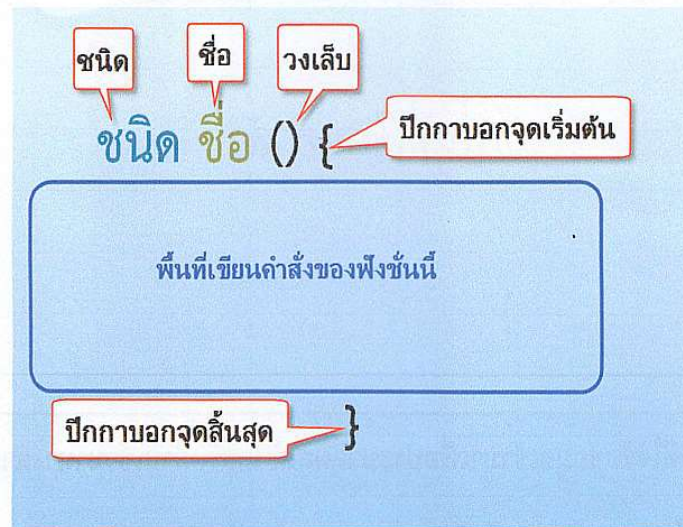 ชนิด
ชื่อ
วงเล็บ
ชนิด ชื่อ () {
ปีกกาบอกจุดเริ่มต้น
พื้นที่เขียนคำสั่งของฟังชั่นนี้
ปีกกาบอกจุดสิ้นสุด
}